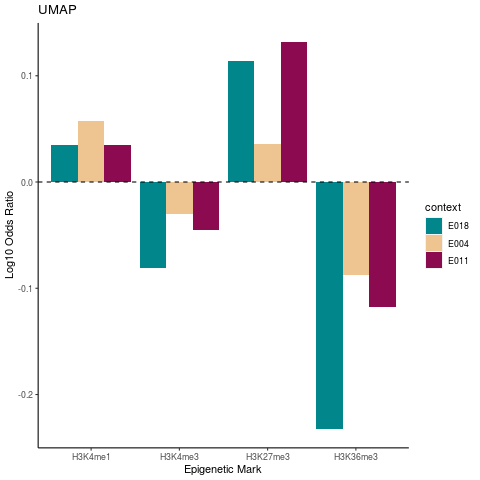 UMAP
Log10 Odds Ratio
0.1
0.0
-0.1
-0.2
H3K4me1 H3K4me3 H3K27me3 H3K36me3
Epigenetic Mark
context
E018
E004
E011